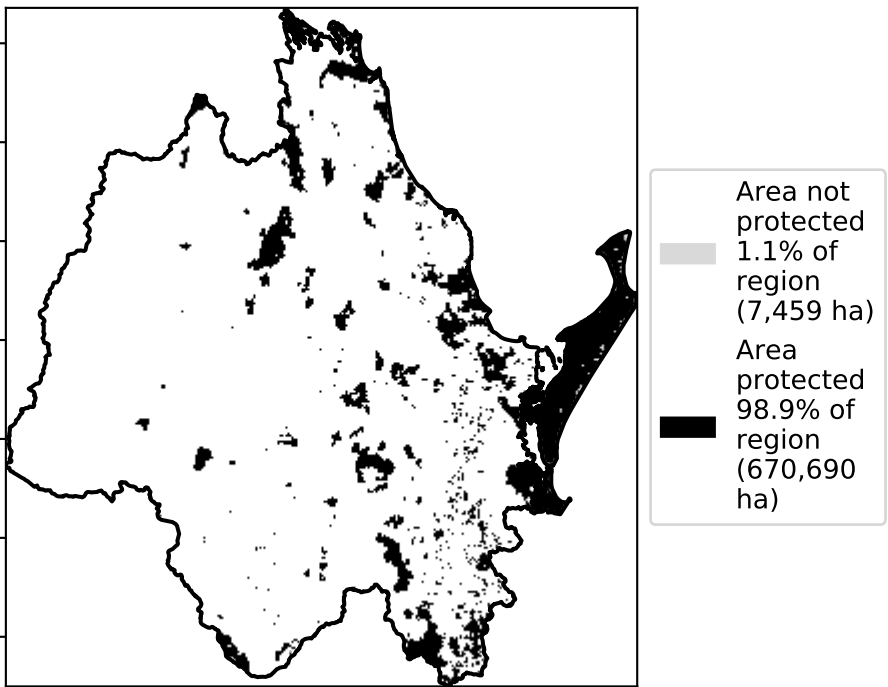 Area not
protected
1.1% of
region
(7,459 ha)
Area
protected
98.9% of
region
(670,690
ha)